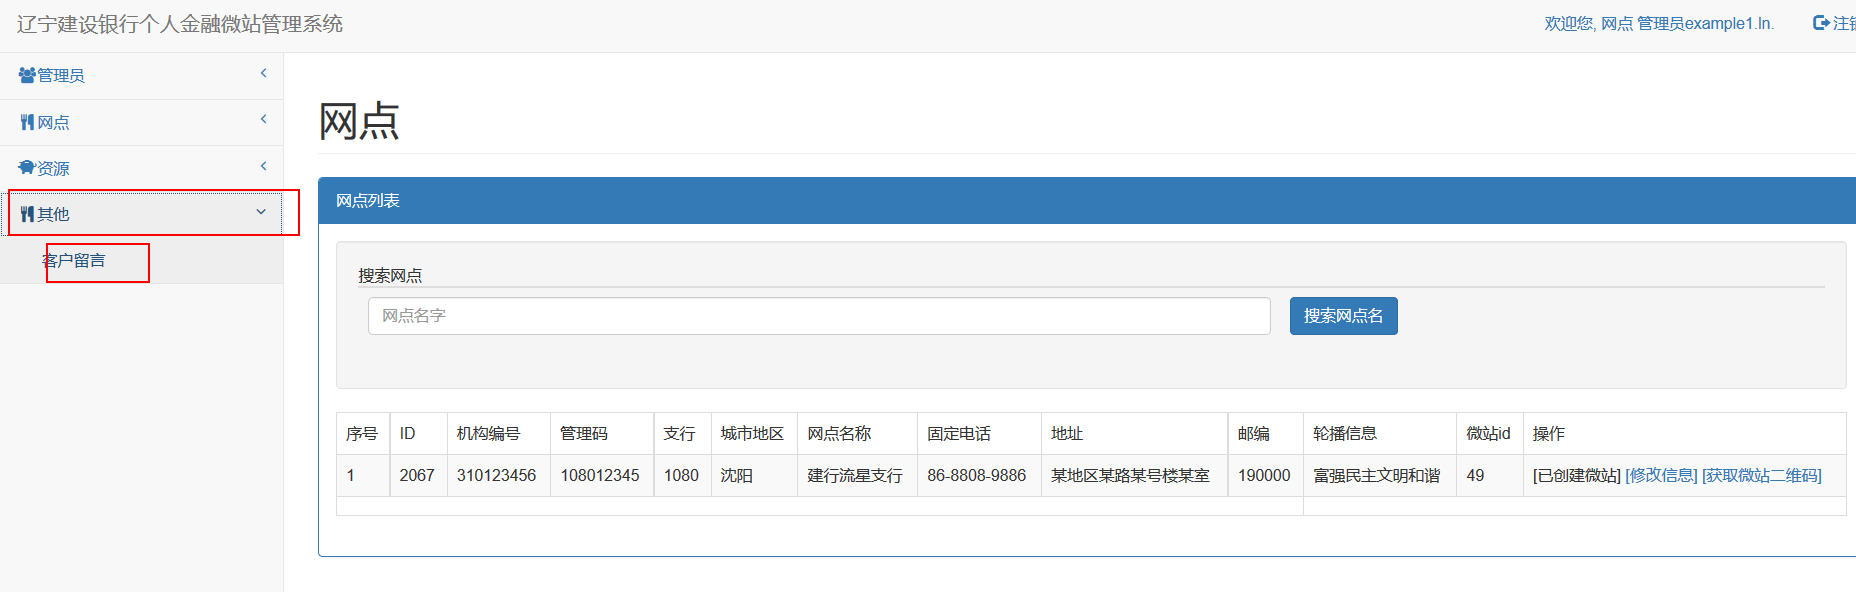 辽宁建设银行个人金融微站管理系统
欢迎您, 网点 管理员example1.ln.
管理员
网点
资源
其他
客户留言
网点
网点列表
搜索网点
网点名字
搜索网点名
序号 ID 机构编号 管理码 支行 城市地区 网点名称 固定电话 地址 邮编 轮播信息 微站id 操作
1 2067 310123456 108012345 1080 沈阳 建行流星支行 86-8808-9886 某地区某路某号楼某室 190000 富强民主文明和谐 49 [已创建微站] [修改信息] [获取微站二维码]